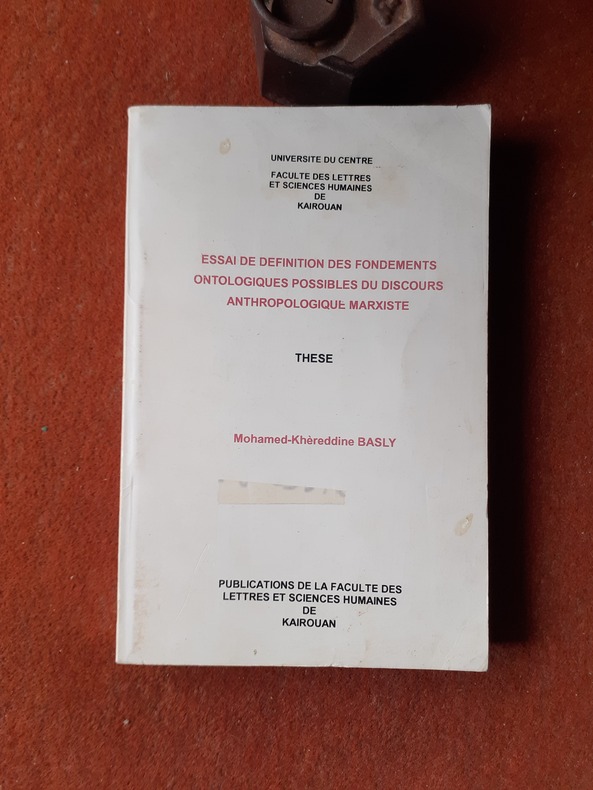 UNIVERSITE DU CENTRE
FACULTE DES LETTRES
ET SCIENCES HUMAINES
DE
KAIROUAN
ESSAI DE DEFINITION DES FONDEMENTS
ONTOLOGIQUES POSSIBLES DU DISCOURS
ANTHROPOLOGIQUE MARXISTE
THESE
Mohamed-Khèreddine BASLY
PUBLICATIONS DE LA FACULTE DES
LETTRES ET SCIENCES HUMAINES
DE
KAIROUAN